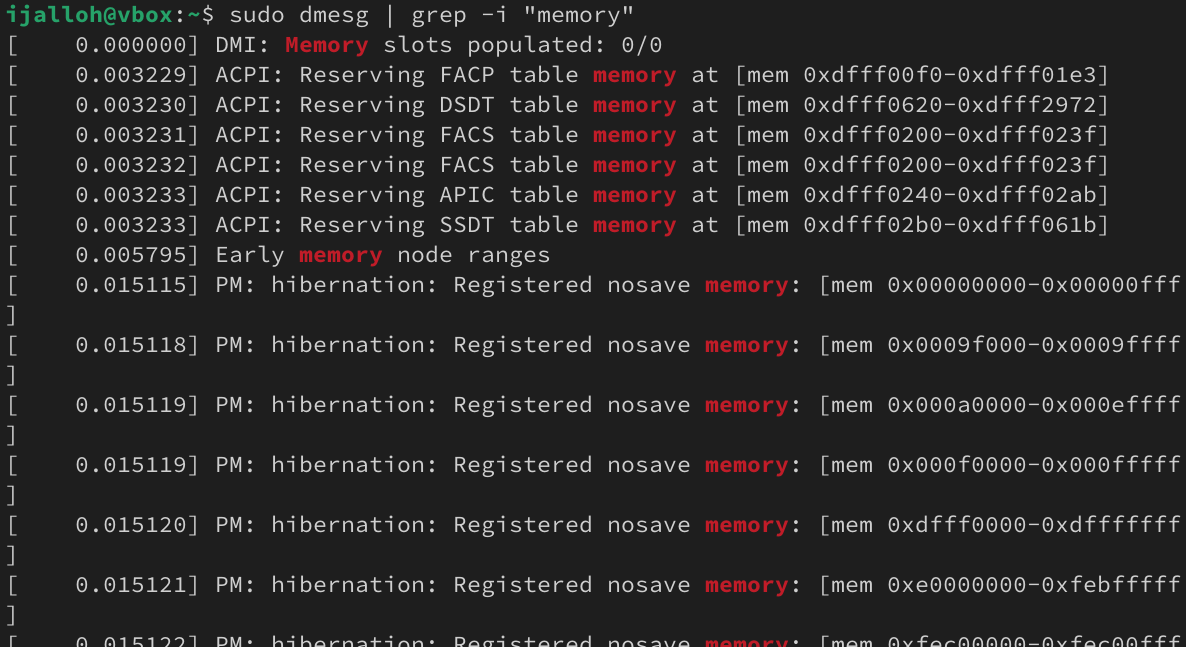 ijalloh@vbox:~$ sudo dmesg | grep -i "memory"
[    0.000000] DMI: Memory slots populated: 0/0
[    0.003229] ACPI: Reserving FACP table memory at [mem 0xdfff00f0-0xdfff01e3]
[    0.003230] ACPI: Reserving DSDT table memory at [mem 0xdfff0620-0xdfff2972]
[    0.003231] ACPI: Reserving FACS table memory at [mem 0xdfff0200-0xdfff023f]
[    0.003232] ACPI: Reserving FACS table memory at [mem 0xdfff0200-0xdfff023f]
[    0.003233] ACPI: Reserving APIC table memory at [mem 0xdfff0240-0xdfff02ab]
[    0.003233] ACPI: Reserving SSDT table memory at [mem 0xdfff02b0-0xdfff061b]
[    0.005795] Early memory node ranges
[    0.015115] PM: hibernation: Registered nosave memory: [mem 0x00000000-0x00000fff
]
[    0.015118] PM: hibernation: Registered nosave memory: [mem 0x0009f000-0x0009ffff
]
[    0.015119] PM: hibernation: Registered nosave memory: [mem 0x000a0000-0x000effff
]
[    0.015119] PM: hibernation: Registered nosave memory: [mem 0x000f0000-0x000fffff
]
[    0.015120] PM: hibernation: Registered nosave memory: [mem 0xdfff0000-0xdfffffff
]
[    0.015121] PM: hibernation: Registered nosave memory: [mem 0xe0000000-0xfebfffff
]
[    0.015122] PM: hibernation: Registered nosave memory: [mem 0xfec00000-0xfec00fff